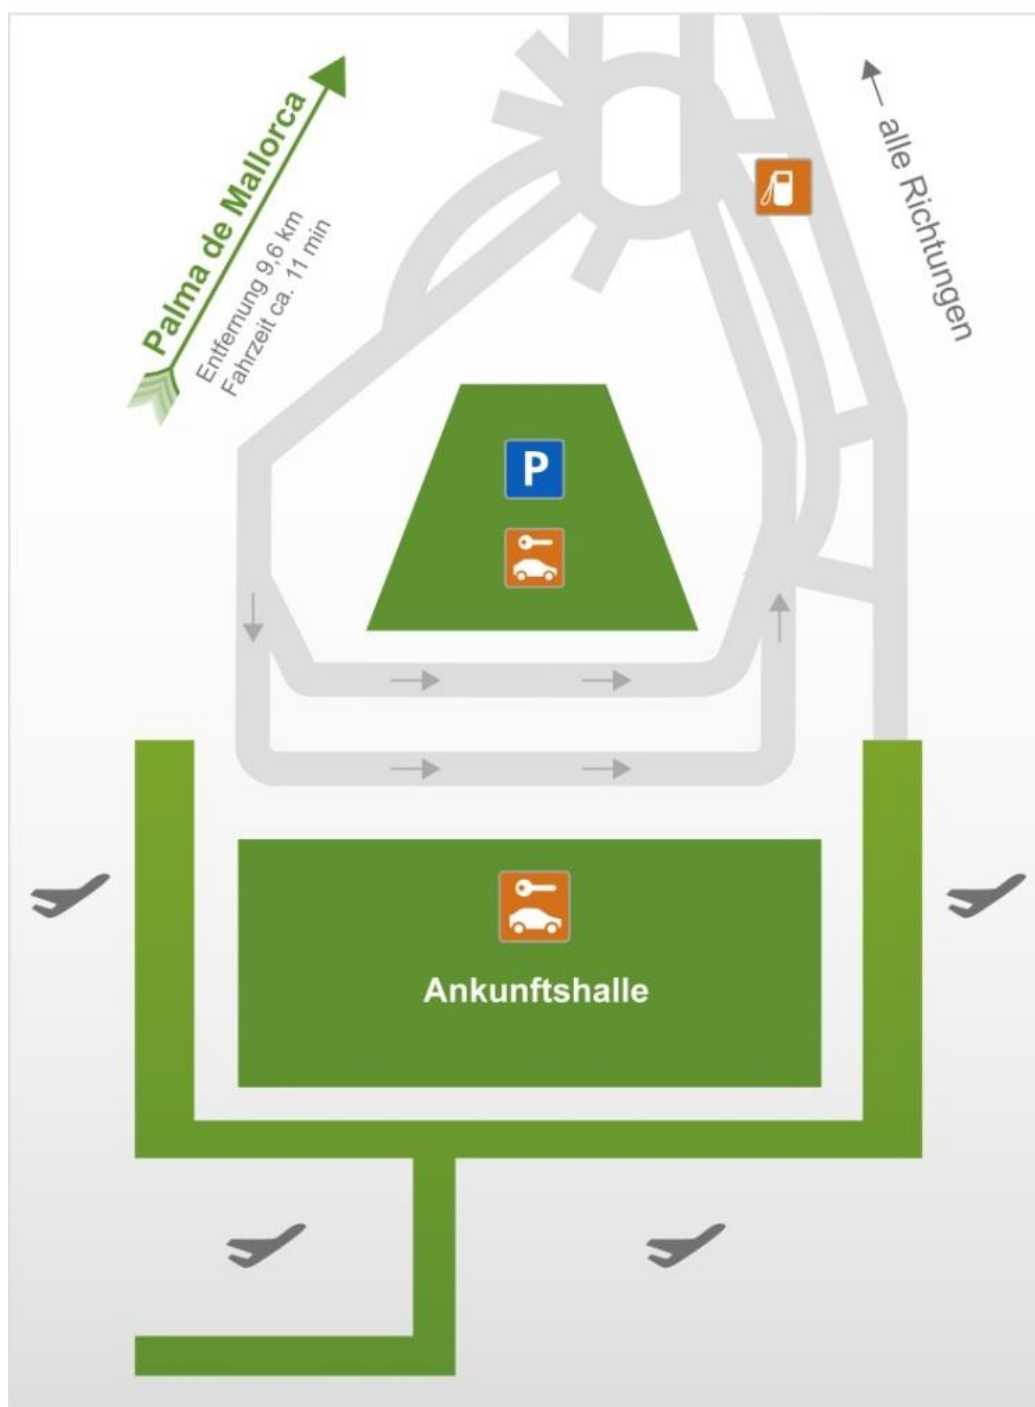 Palma de Mallorca
Entfernung 9,6 km
Fahrzeit ca. 11 min
alle Richtungen
P
Ankunftshalle